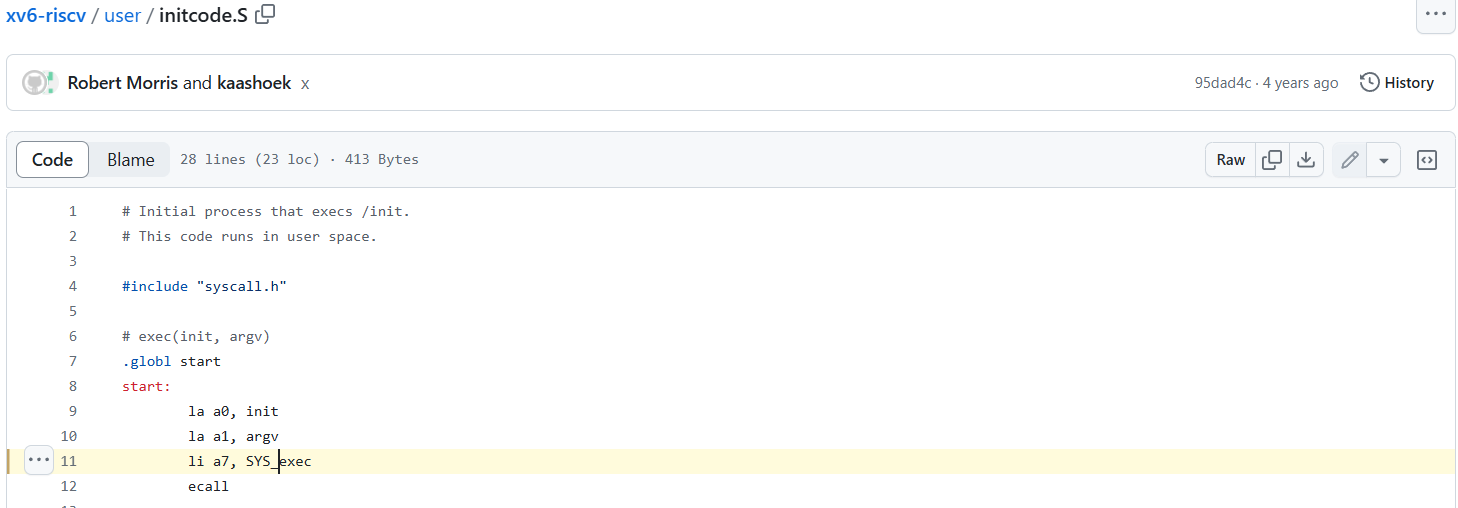 xv6-riscv / user / initcode.S
Robert Morris and kaashoek x
95dad4c · 4 years ago
History
Code
Blame
28 lines (23 loc) · 413 Bytes
Raw
1 # Initial process that execs /init.
2 # This code runs in user space.
3
4 #include "syscall.h"
5
6 # exec(init, argv)
7 .globl start
8 start:
9 la a0, init
10 la a1, argv
11 li a7, SYS_exec
12 ecall